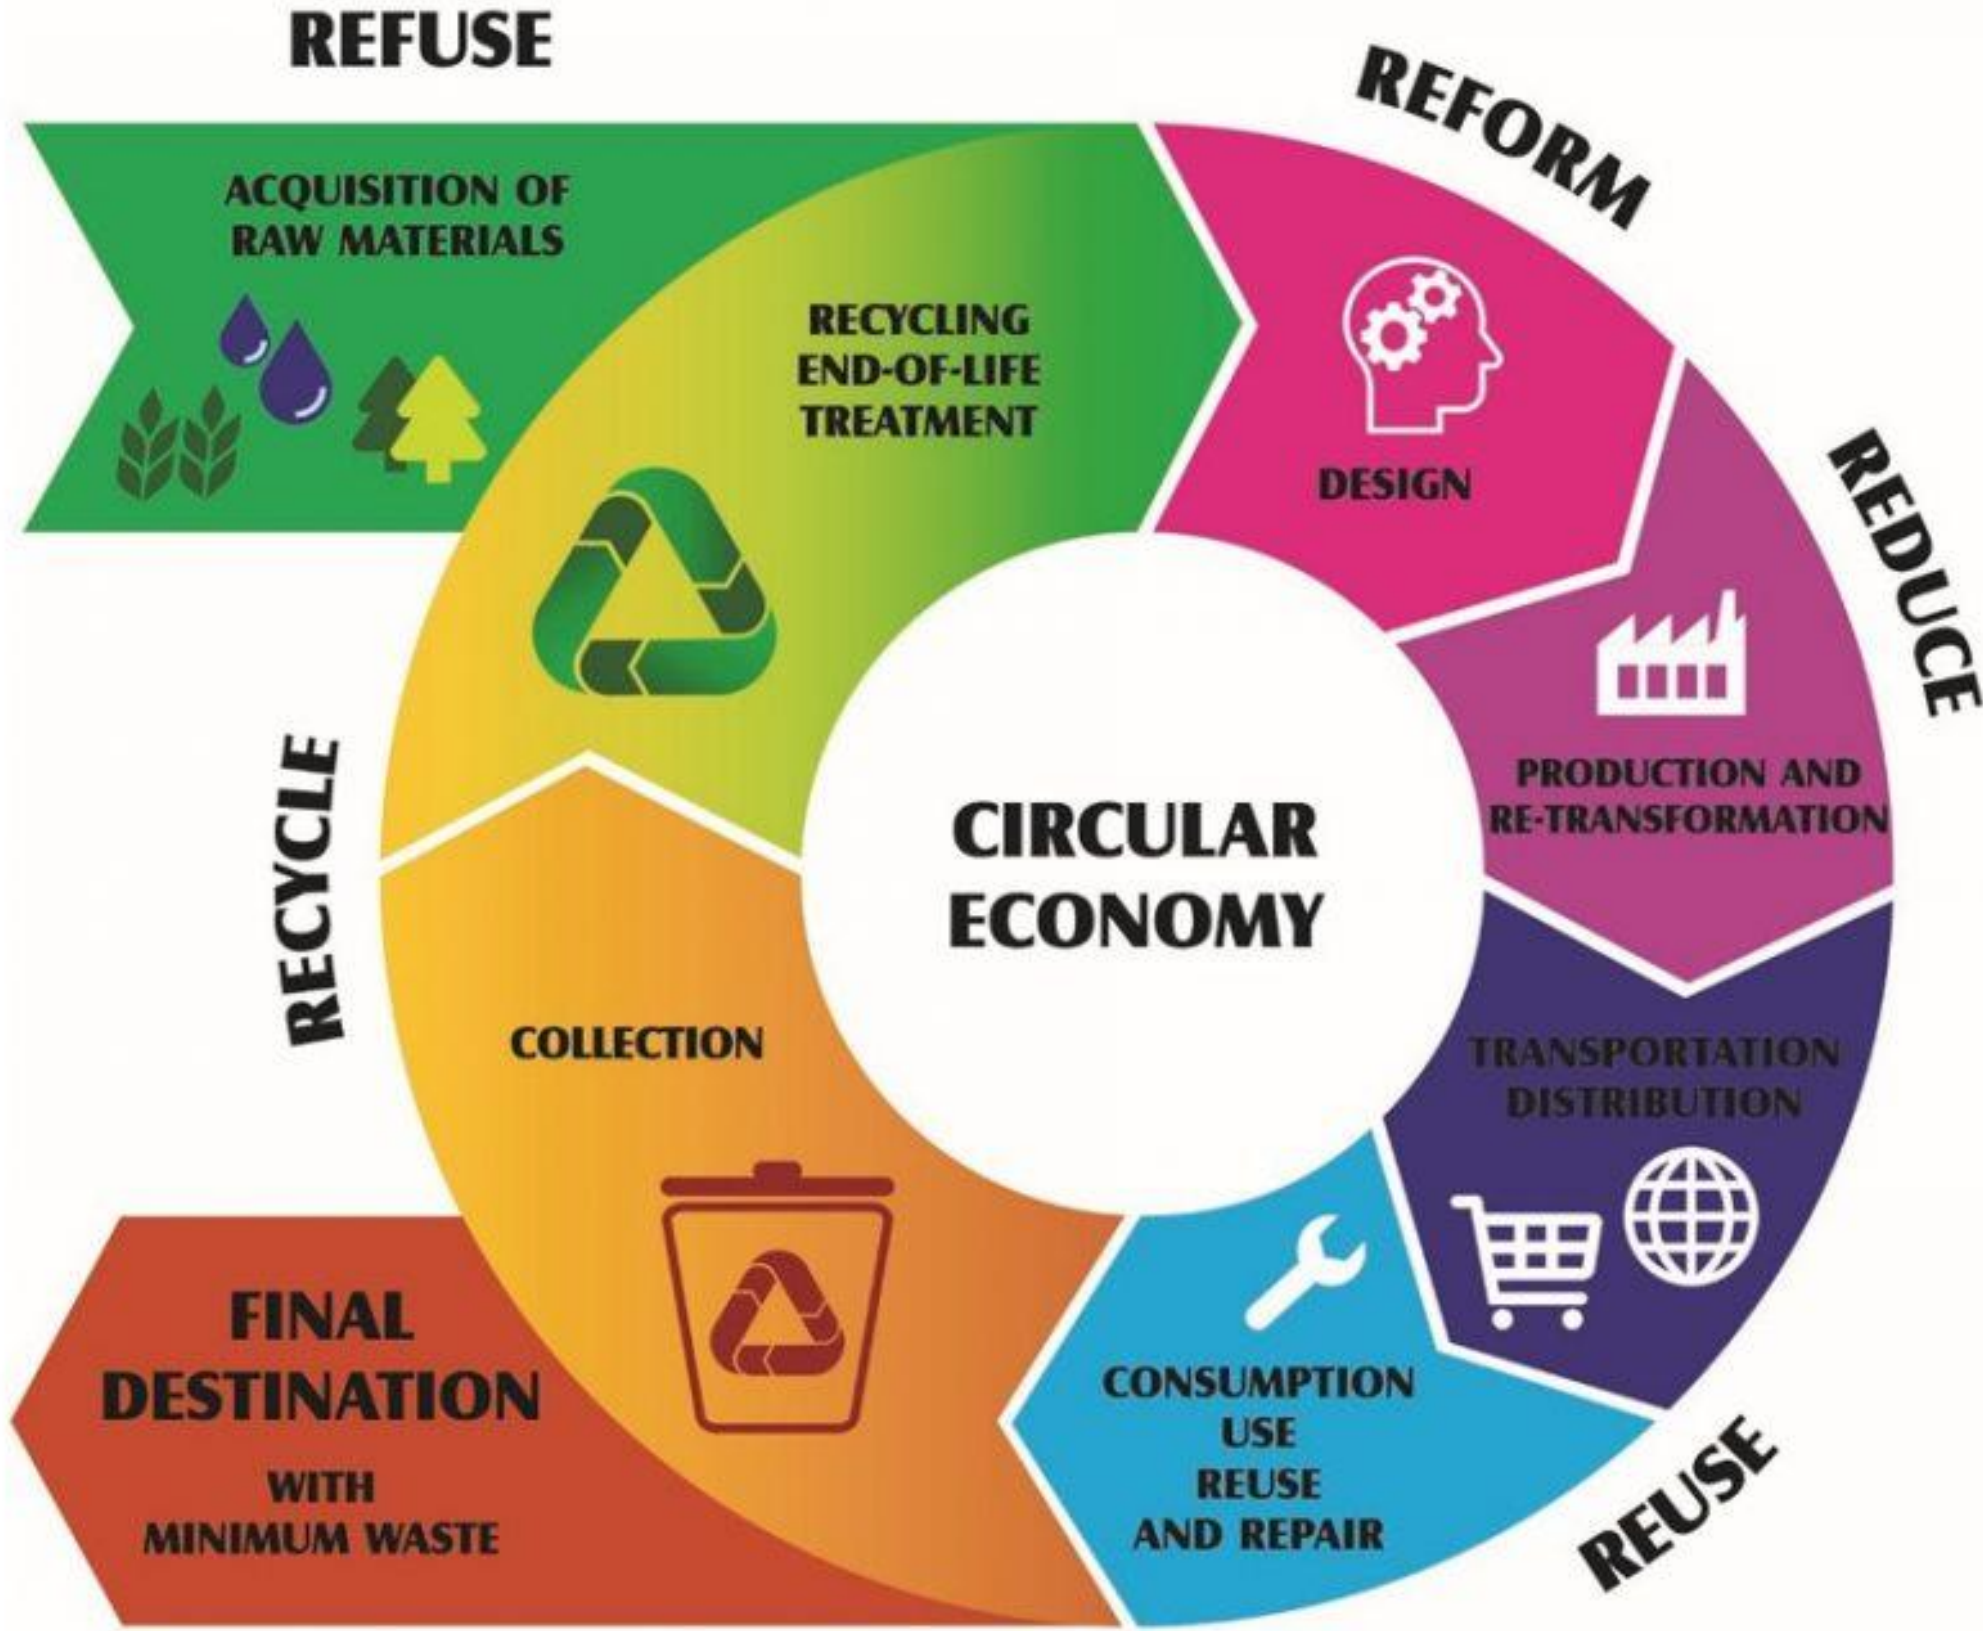 REFUSE
REFORM
REDUCE
REUSE
RECYCLE
ACQUISITION OF
RAW MATERIALS
RECYCLING
END-OF-LIFE
TREATMENT
DESIGN
PRODUCTION AND
RE-TRANSFORMATION
TRANSPORTATION
DISTRIBUTION
CONSUMPTION
USE
REUSE
AND REPAIR
COLLECTION
FINAL
DESTINATION
WITH
MINIMUM WASTE
CIRCULAR
ECONOMY